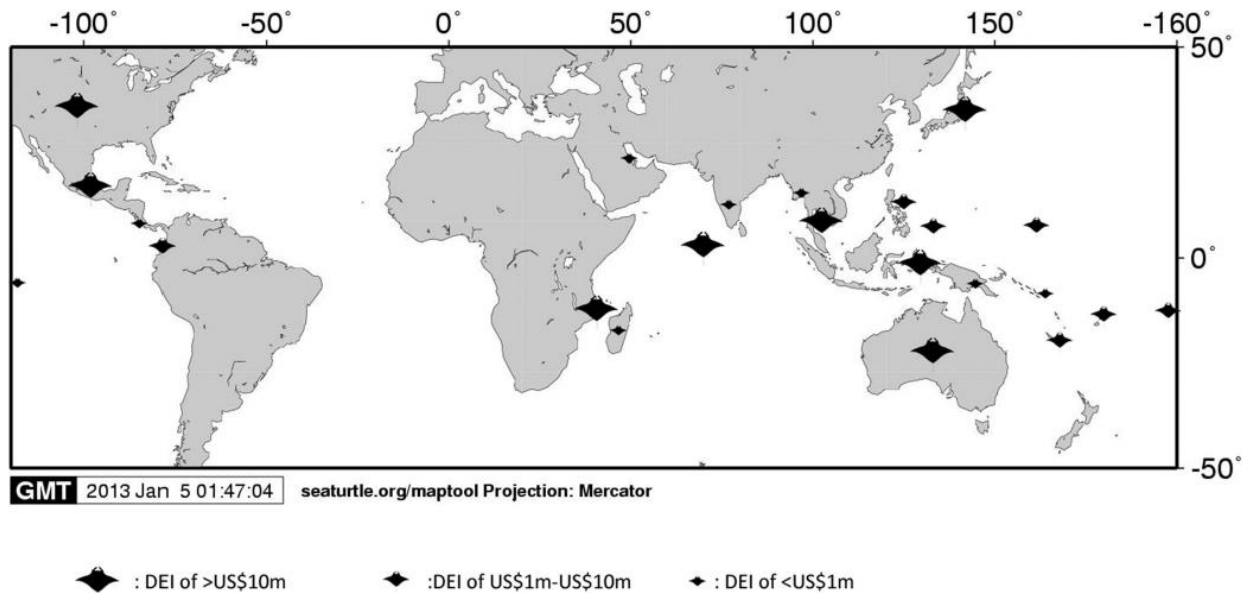 -100° -50° 0° 50° 100° 150° -160°
50°
0°
-50°
GMT 2013 Jan 5 01:47:04 seaturtle.org/maptool Projection: Mercator
: DEI of >US$10m :DEI of US$1m-US$10m : DEI of <US$1m